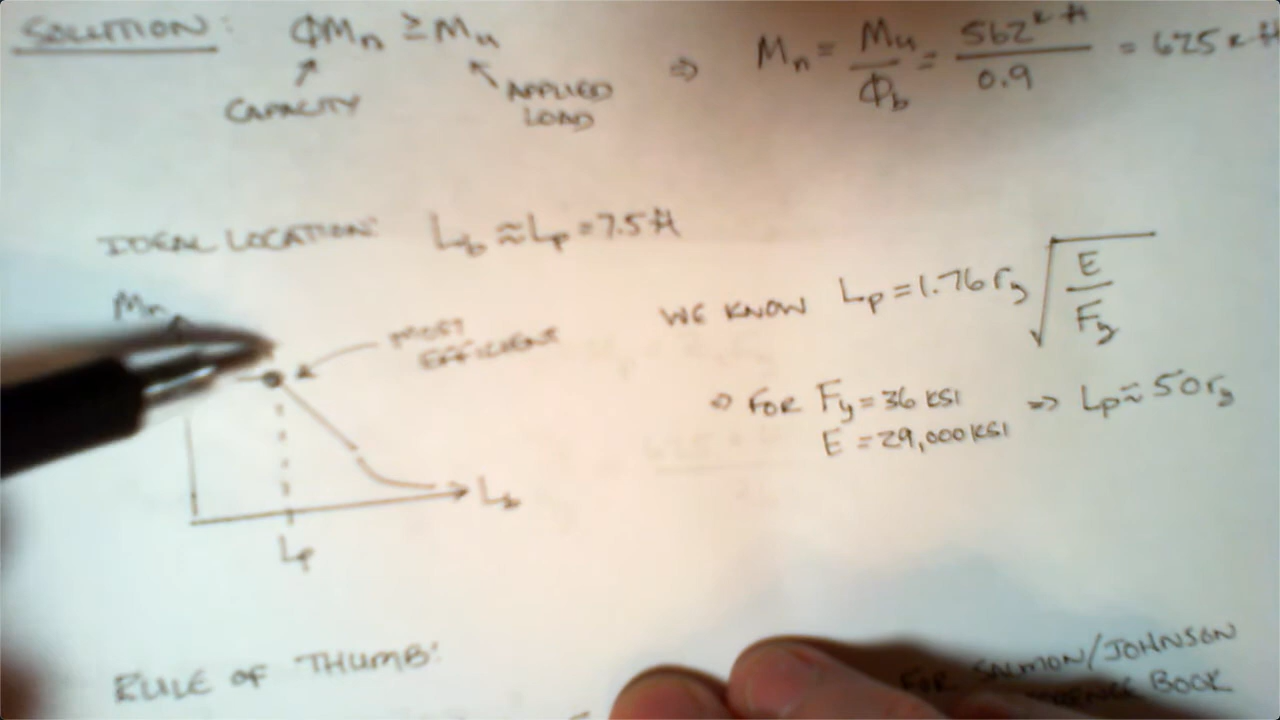 SOLUTION: ΦMn ≥ Mu ⇒ Mn = Mu/Φb = 562 k-ft/0.9 = 625 k-ft
CAPACITY
APPLIED
LOAD
IDEAL LOCATION: Lb ≈ Lp = 7.5 ft
WE KNOW Lp = 1.76 ry √(E/Fy)
Mn
MOST
EFFICIENT
⇒ FOR Fy = 36 KSI ⇒ Lp ≈ 50 ry
E = 29,000 KSI
Lb
Lp
RULE OF THUMB:
FOR SALMON/JOHNSON
BOOK